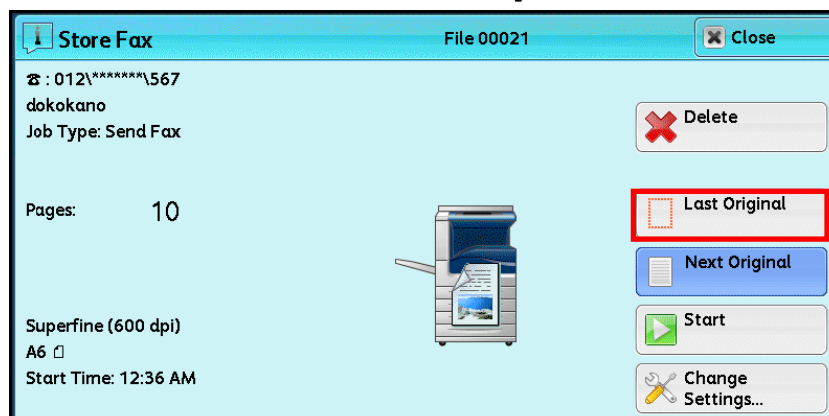 Store Fax
File 00021
Close
☎ : 012\*******\567
dokokano
Job Type: Send Fax
Delete
Pages: 10
Last Original
Next Original
Superfine (600 dpi)
A6
Start Time: 12:36 AM
Start
Change
Settings...